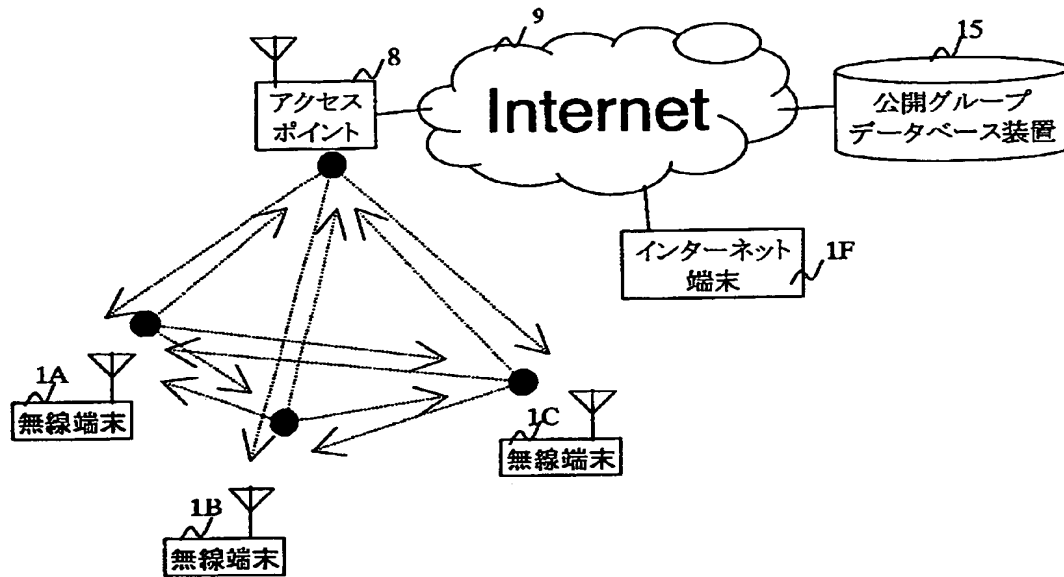 9
15
8
アクセス
ポイント
Internet
公開グループ
データベース装置
インターネット
端末
1F
1A
無線端末
1C
無線端末
1B
無線端末